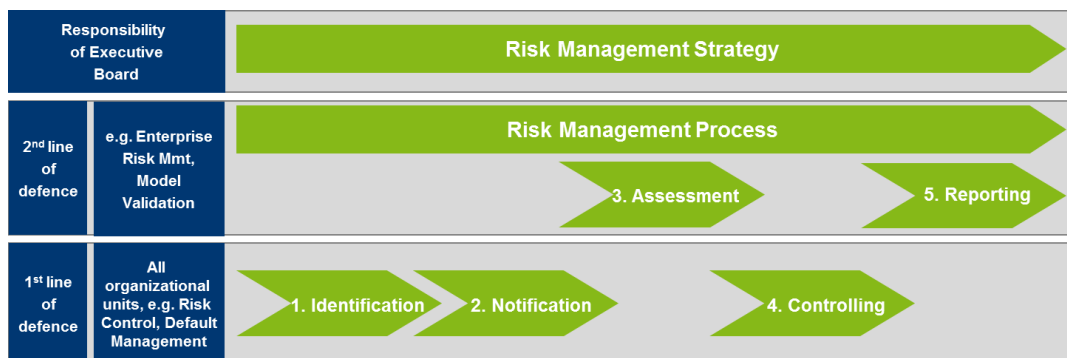 Responsibility
of Executive
Board
Risk Management Strategy
2nd line
of
defence
e.g. Enterprise
Risk Mmt,
Model
Validation
Risk Management Process
3. Assessment
5. Reporting
1st line
of
defence
All
organizational
units, e.g. Risk
Control, Default
Management
1. Identification
2. Notification
4. Controlling